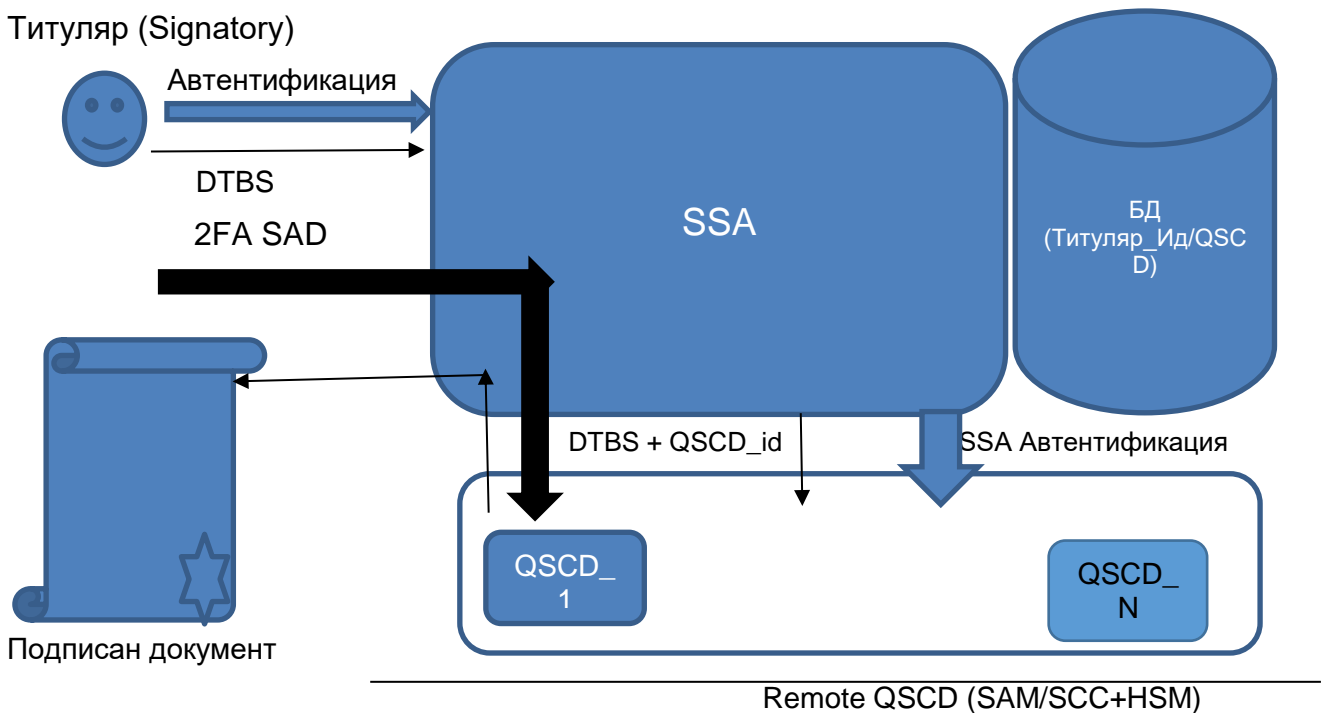 Титуляр (Signatory)
Автентификация
DTBS
2FA SAD
SSA
БД
(Титуляр_Ид/QSC
D)
DTBS + QSCD_id
SSA Автентификация
QSCD_
1
QSCD_
N
Подписан документ
Remote QSCD (SAM/SCC+HSM)